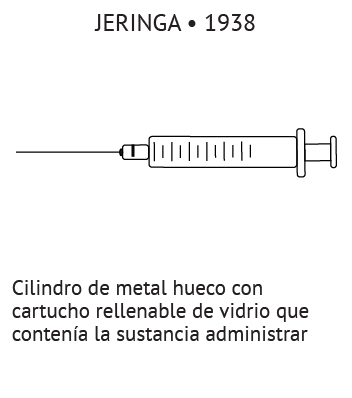 JERINGA • 1938
Cilindro de metal hueco con
cartucho rellenable de vidrio que
contenía la sustancia administrar